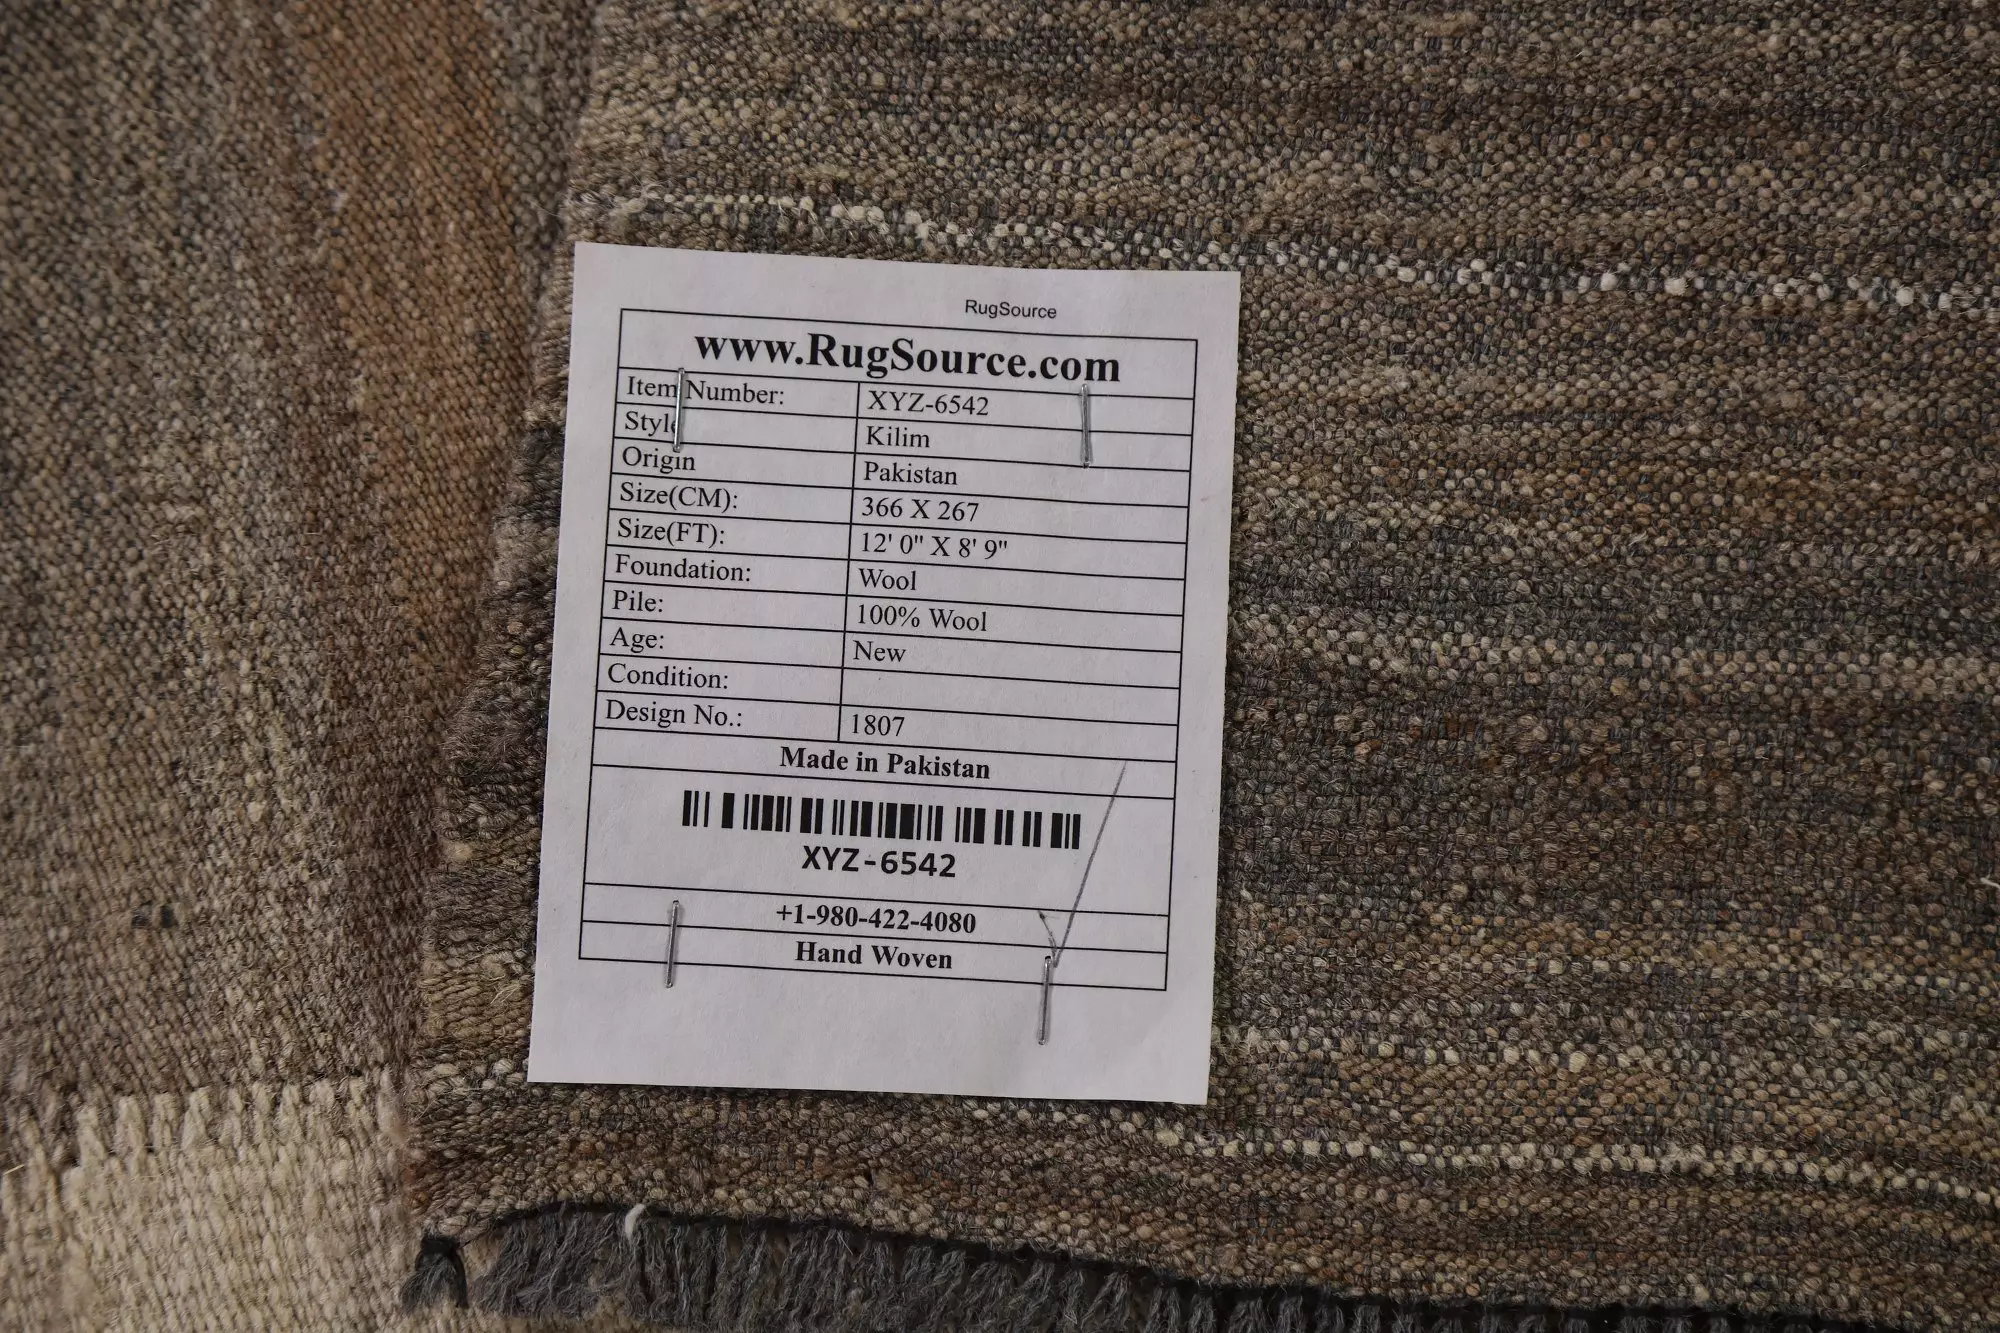 RugSource
www.RugSource.com
Item Number: XYZ-6542
Style Kilim
Origin Pakistan
Size(CM): 366 X 267
Size(FT): 12' 0" X 8' 9"
Foundation: Wool
Pile: 100% Wool
Age: New
Condition:
Design No.: 1807
Made in Pakistan
XYZ-6542
+1-980-422-4080
Hand Woven